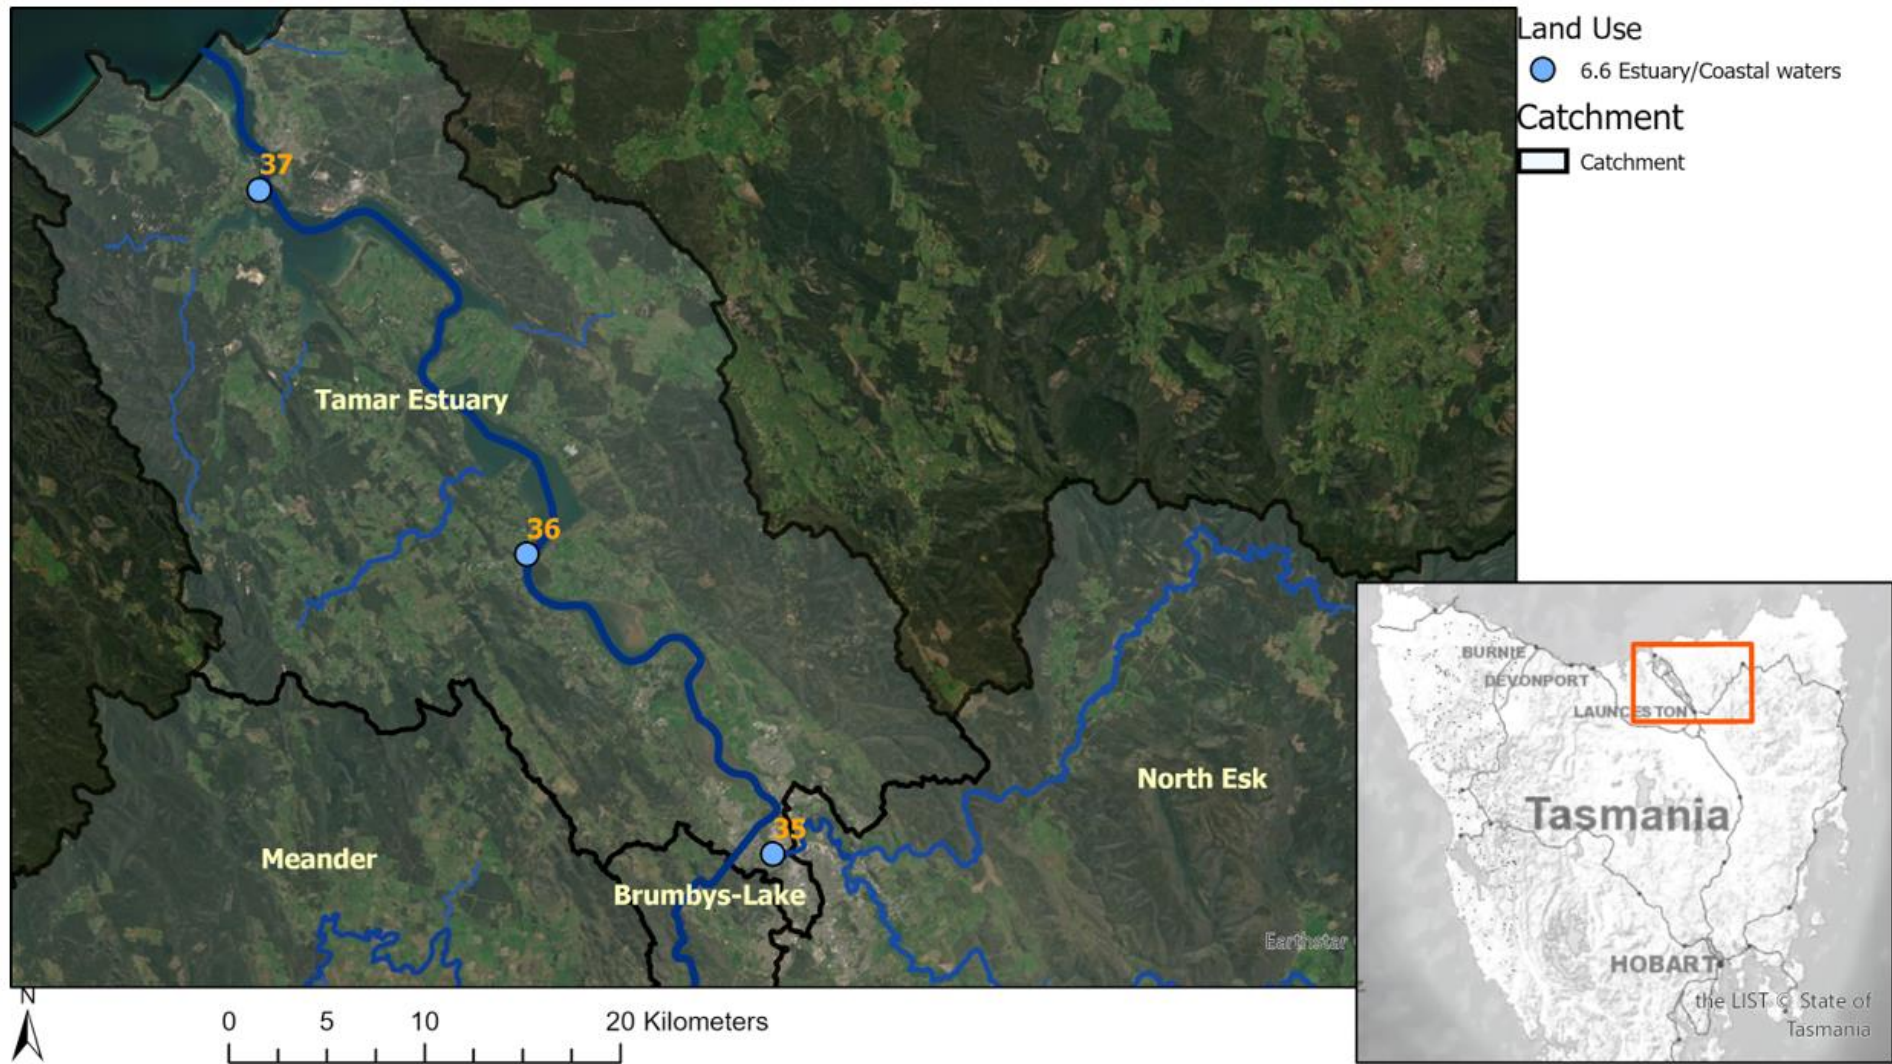 Land Use
6.6 Estuary/Coastal waters
Catchment
Catchment
37
Tamar Estuary
36
North Esk
35
Meander
Brumbys-Lake
Earthstar
BURNIE
DEVONPORT
LAUNCESTON
Tasmania
HOBART
the LIST © State of
Tasmania
N
0 5 10 20 Kilometers